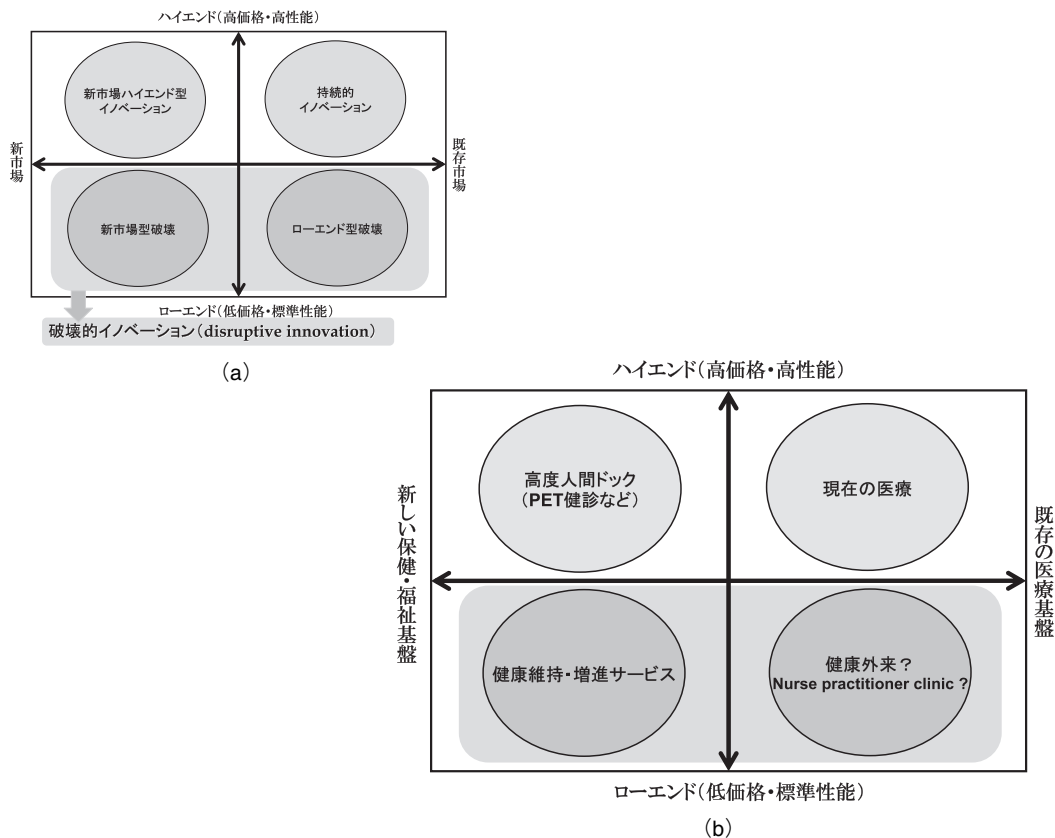 ハイエンド(高価格・高性能)
新市場ハイエンド型
イノベーション
持続的
イノベーション
新市場
既存市場
新市場型破壊
ローエンド型破壊
ローエンド(低価格・標準性能)
破壊的イノベーション(disruptive innovation)
(a)
ハイエンド(高価格・高性能)
高度人間ドック
(PET健診など)
現在の医療
新しい保健・福祉基盤
既存の医療基盤
健康維持・増進サービス
健康外来?
Nurse practitioner clinic ?
ローエンド(低価格・標準性能)
(b)